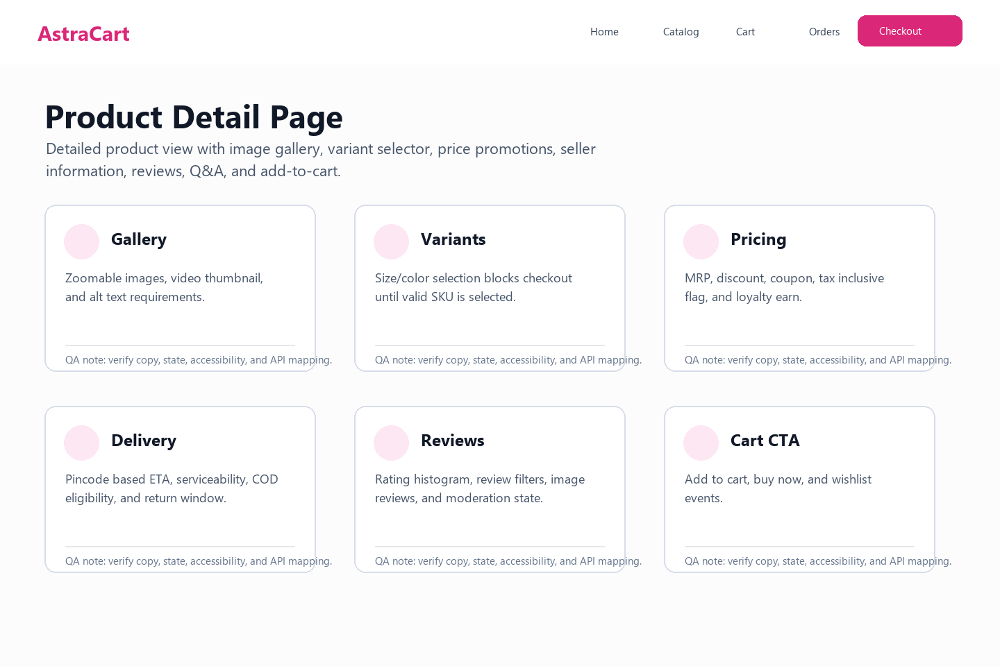 AstraCart
Home
Catalog
Cart
Orders
Checkout
Product Detail Page
Detailed product view with image gallery, variant selector, price promotions, seller
information, reviews, Q&A, and add-to-cart.
Gallery
Zoomable images, video thumbnail,
and alt text requirements.
QA note: verify copy, state, accessibility, and API mapping.
Variants
Size/color selection blocks checkout
until valid SKU is selected.
QA note: verify copy, state, accessibility, and API mapping.
Pricing
MRP, discount, coupon, tax inclusive
flag, and loyalty earn.
QA note: verify copy, state, accessibility, and API mapping.
Delivery
Pincode based ETA, serviceability, COD
eligibility, and return window.
QA note: verify copy, state, accessibility, and API mapping.
Reviews
Rating histogram, review filters, image
reviews, and moderation state.
QA note: verify copy, state, accessibility, and API mapping.
Cart CTA
Add to cart, buy now, and wishlist
events.
QA note: verify copy, state, accessibility, and API mapping.